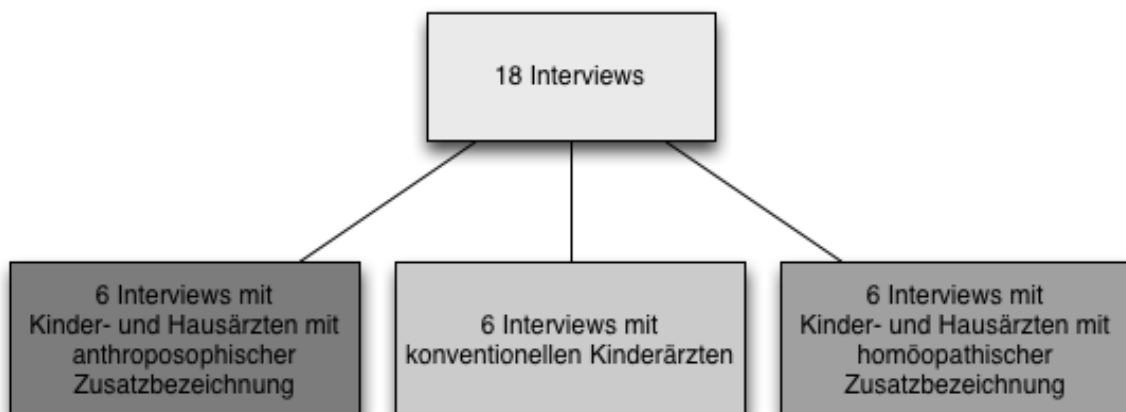 18 Interviews
6 Interviews mit
Kinder- und Hausärzten mit
anthroposophischer
Zusatzbezeichnung
6 Interviews mit
konventionellen Kinderärzten
6 Interviews mit
Kinder- und Hausärzten mit
homöopathischer
Zusatzbezeichnung